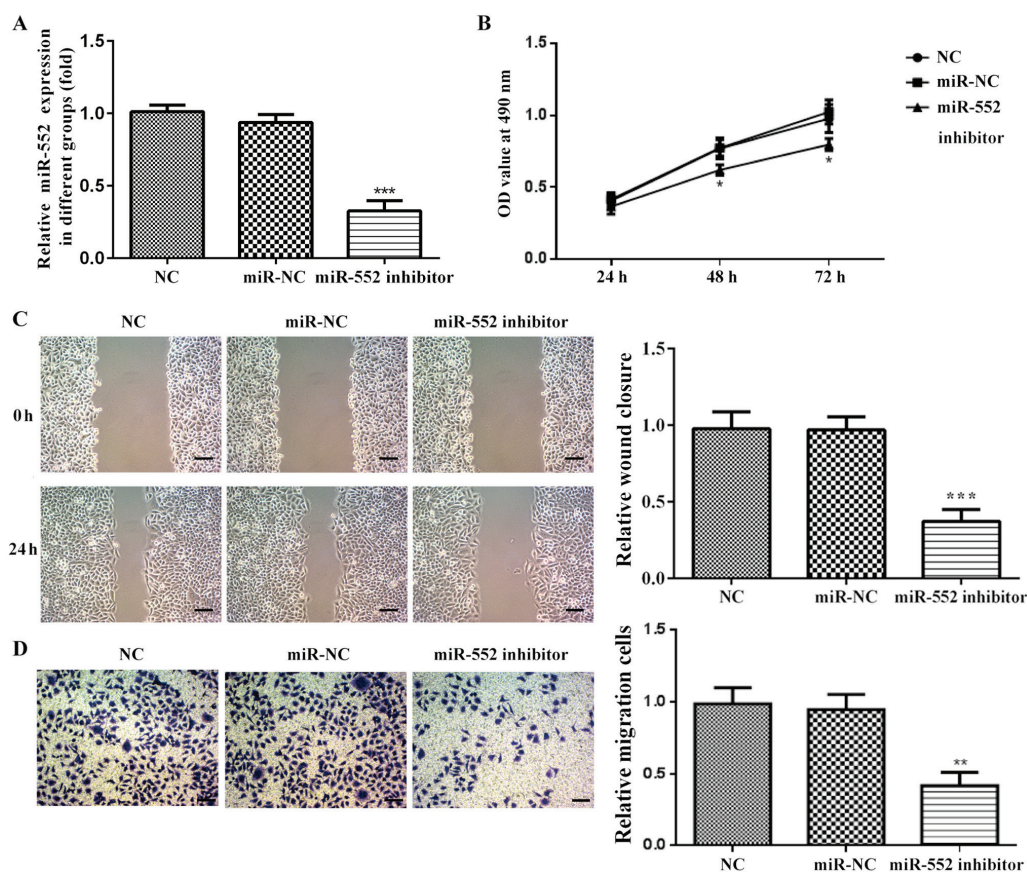 A
Relative miR-552 expression
in different groups (fold)
1.5
1.0
0.5
0.0
NC
miR-NC
miR-552 inhibitor
***
B
OD value at 490 nm
1.5
1.0
0.5
0.0
24 h
48 h
72 h
*
*
NC
miR-NC
miR-552
inhibitor
C
NC
miR-NC
miR-552 inhibitor
0h
24h
Relative wound closure
1.5
1.0
0.5
0.0
***
NC
miR-NC
miR-552 inhibitor
D
NC
miR-NC
miR-552 inhibitor
Relative migration cells
1.5
1.0
0.5
0.0
**
NC
miR-NC
miR-552 inhibitor